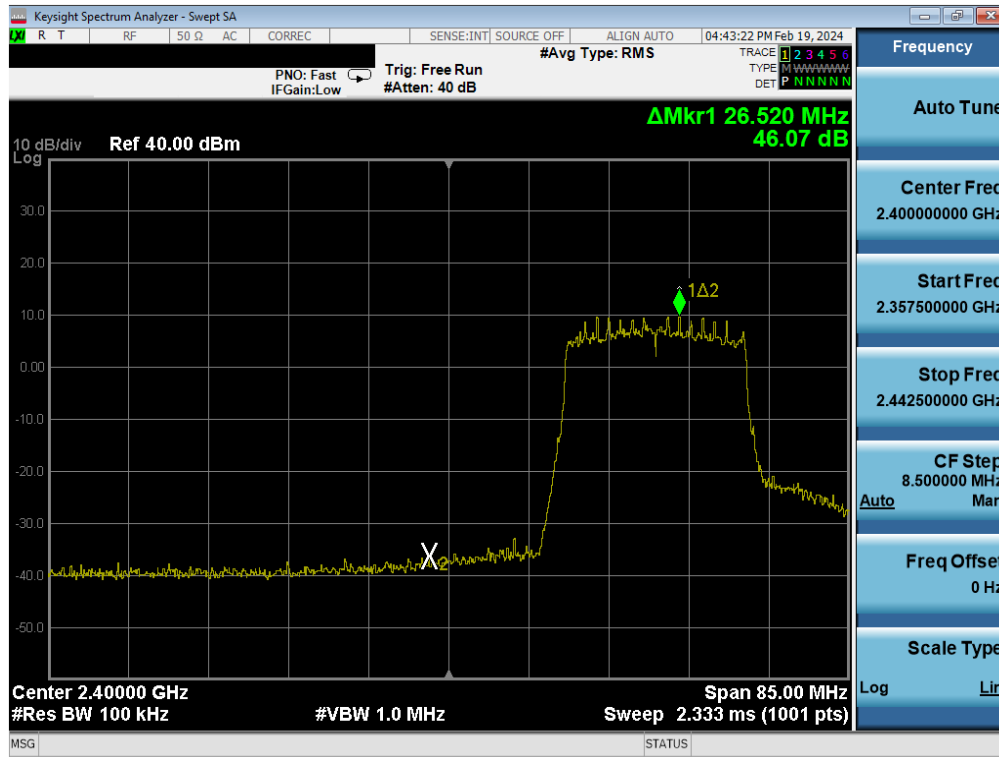 Keysight Spectrum Analyzer - Swept SA
LXI R T RF 50 Ω AC CORREC SENSE:INT SOURCE OFF ALIGN AUTO 04:43:22 PM Feb 19, 2024
PNO: Fast
IFGain:Low
Trig: Free Run
#Atten: 40 dB
#Avg Type: RMS
TRACE 1 2 3 4 5 6
TYPE M W W W W W
DET P N N N N N
ΔMkr1 26.520 MHz
46.07 dB
10 dB/div Ref 40.00 dBm
Log
30.0
20.0
10.0
0.00
-10.0
-20.0
-30.0
-40.0
-50.0
1Δ2
X2
Center 2.40000 GHz Span 85.00 MHz
#Res BW 100 kHz #VBW 1.0 MHz Sweep 2.333 ms (1001 pts)
MSG STATUS
Frequency
Auto Tune
Center Freq
2.400000000 GHz
Start Freq
2.357500000 GHz
Stop Freq
2.442500000 GHz
CF Step
8.500000 MHz
Auto Man
Freq Offset
0 Hz
Scale Type
Log Lin